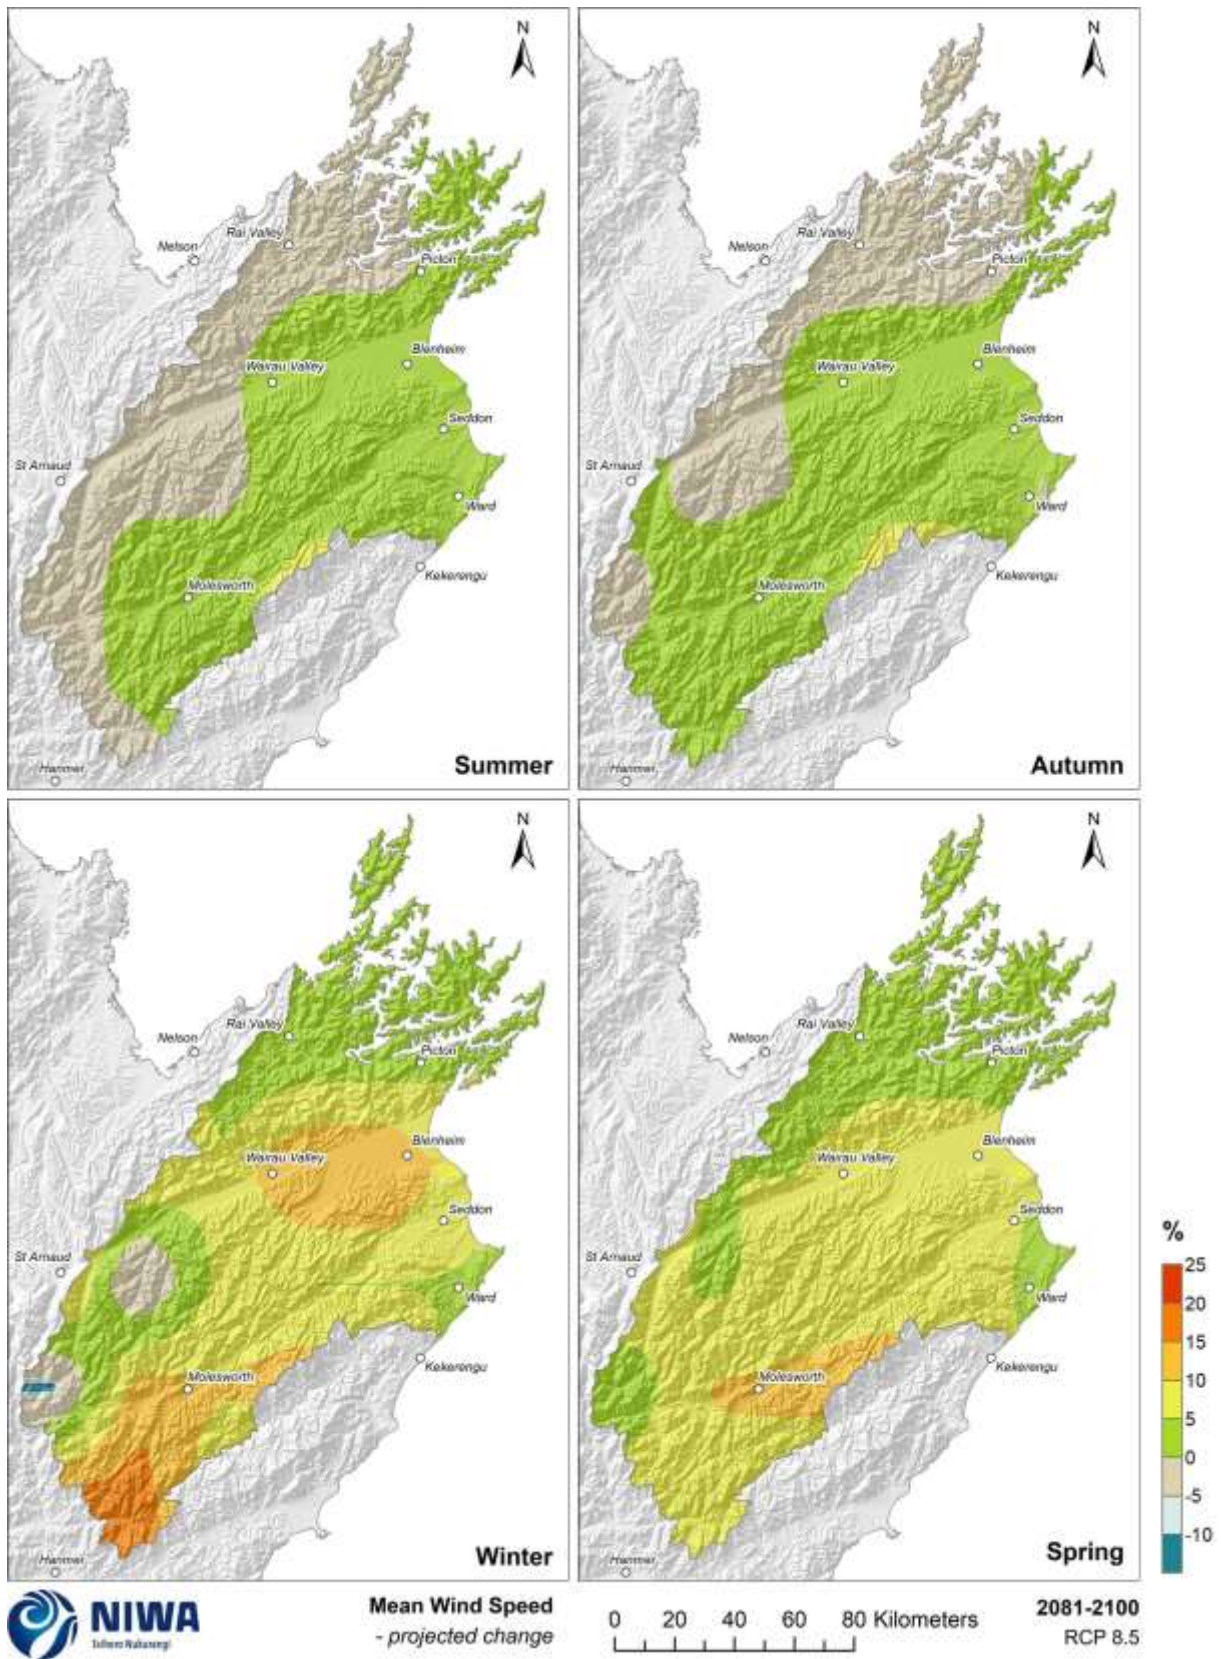 N
Rai Valley
Nelson
Picton
Blenheim
Wairau Valley
Seddon
St Arnaud
Ward
Kekerengu
Molesworth
Hanmer
Summer
N
Rai Valley
Nelson
Picton
Blenheim
Wairau Valley
Seddon
St Arnaud
Ward
Kekerengu
Molesworth
Hanmer
Autumn
N
Rai Valley
Nelson
Picton
Blenheim
Wairau Valley
Seddon
St Arnaud
Ward
Kekerengu
Molesworth
Hanmer
Winter
N
Rai Valley
Nelson
Picton
Blenheim
Wairau Valley
Seddon
St Arnaud
Ward
Kekerengu
Molesworth
Hanmer
Spring
%
25
20
15
10
5
0
-5
-10
NIWA
Taihoro Nukurangi
Mean Wind Speed
- projected change
0 20 40 60 80 Kilometers
2081-2100
RCP 8.5